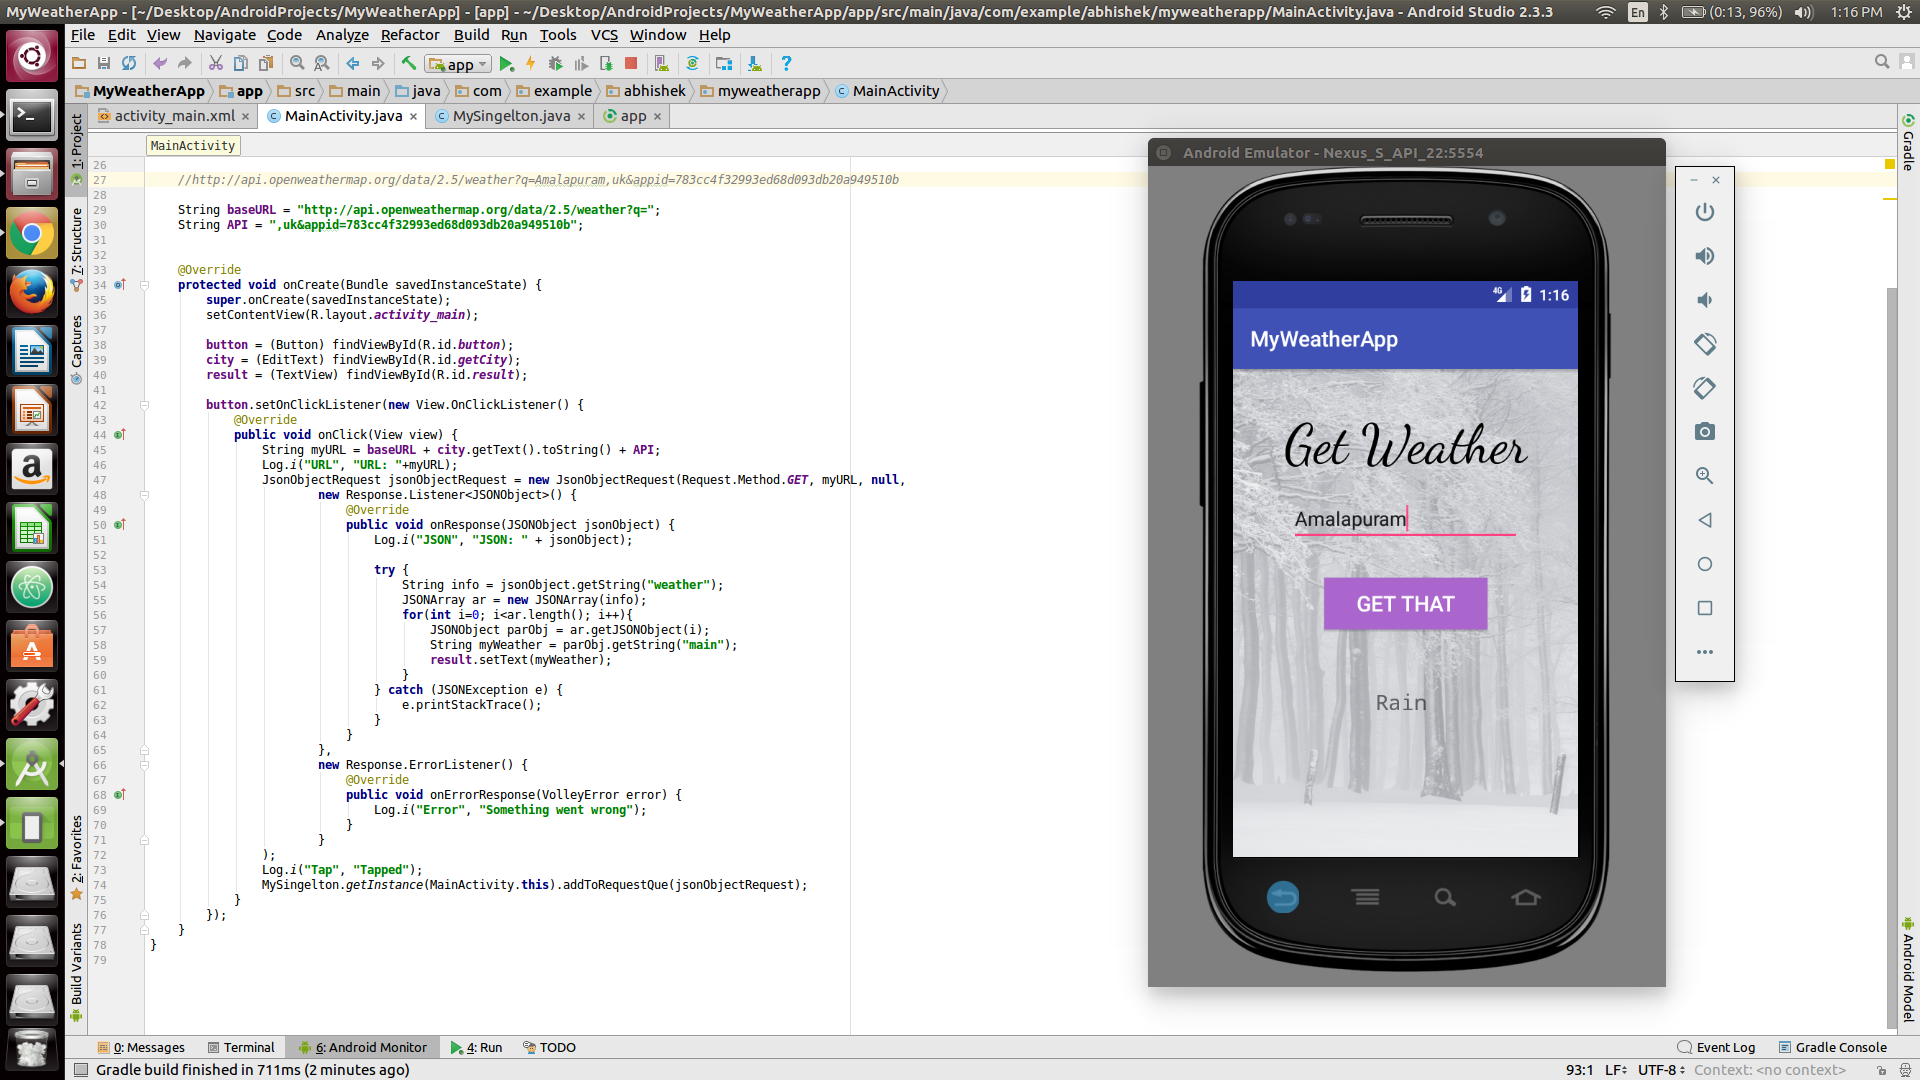 MyWeatherApp - [~/Desktop/AndroidProjects/MyWeatherApp] - [app] - ~/Desktop/AndroidProjects/MyWeatherApp/app/src/main/java/com/example/abhishek/myweatherapp/MainActivity.java - Android Studio 2.3.3
En (0:13, 96%) 1:16 PM
File Edit View Navigate Code Analyze Refactor Build Run Tools VCS Window Help
app
MyWeatherApp app src main java com example abhishek myweatherapp MainActivity
activity_main.xml MainActivity.java MySingelton.java app
MainActivity
1: Project
7: Structure
Captures
2: Favorites
Build Variants
26
27 //http://api.openweathermap.org/data/2.5/weather?q=Amalapuram,uk&appid=783cc4f32993ed68d093db20a949510b
28
29 String baseURL = "http://api.openweathermap.org/data/2.5/weather?q=";
30 String API = ",uk&appid=783cc4f32993ed68d093db20a949510b";
31
32
33 @Override
34 protected void onCreate(Bundle savedInstanceState) {
35 super.onCreate(savedInstanceState);
36 setContentView(R.layout.activity_main);
37
38 button = (Button) findViewById(R.id.button);
39 city = (EditText) findViewById(R.id.getCity);
40 result = (TextView) findViewById(R.id.result);
41
42 button.setOnClickListener(new View.OnClickListener() {
43 @Override
44 public void onClick(View view) {
45 String myURL = baseURL + city.getText().toString() + API;
46 Log.i("URL", "URL: "+myURL);
47 JsonObjectRequest jsonObjectRequest = new JsonObjectRequest(Request.Method.GET, myURL, null,
48 new Response.Listener<JSONObject>() {
49 @Override
50 public void onResponse(JSONObject jsonObject) {
51 Log.i("JSON", "JSON: " + jsonObject);
52
53 try {
54 String info = jsonObject.getString("weather");
55 JSONArray ar = new JSONArray(info);
56 for(int i=0; i<ar.length(); i++){
57 JSONObject parObj = ar.getJSONObject(i);
58 String myWeather = parObj.getString("main");
59 result.setText(myWeather);
60 }
61 } catch (JSONException e) {
62 e.printStackTrace();
63 }
64 }
65 },
66 new Response.ErrorListener() {
67 @Override
68 public void onErrorResponse(VolleyError error) {
69 Log.i("Error", "Something went wrong");
70 }
71 }
72 );
73 Log.i("Tap", "Tapped");
74 MySingelton.getInstance(MainActivity.this).addToRequestQue(jsonObjectRequest);
75 }
76 });
77 }
78 }
79
Android Emulator - Nexus_S_API_22:5554
4G 1:16
MyWeatherApp
Get Weather
Amalapuram
GET THAT
Rain
Gradle
Android Model
0: Messages Terminal 6: Android Monitor 4: Run TODO Event Log Gradle Console
Gradle build finished in 711ms (2 minutes ago) 93:1 LF UTF-8 Context: <no context>